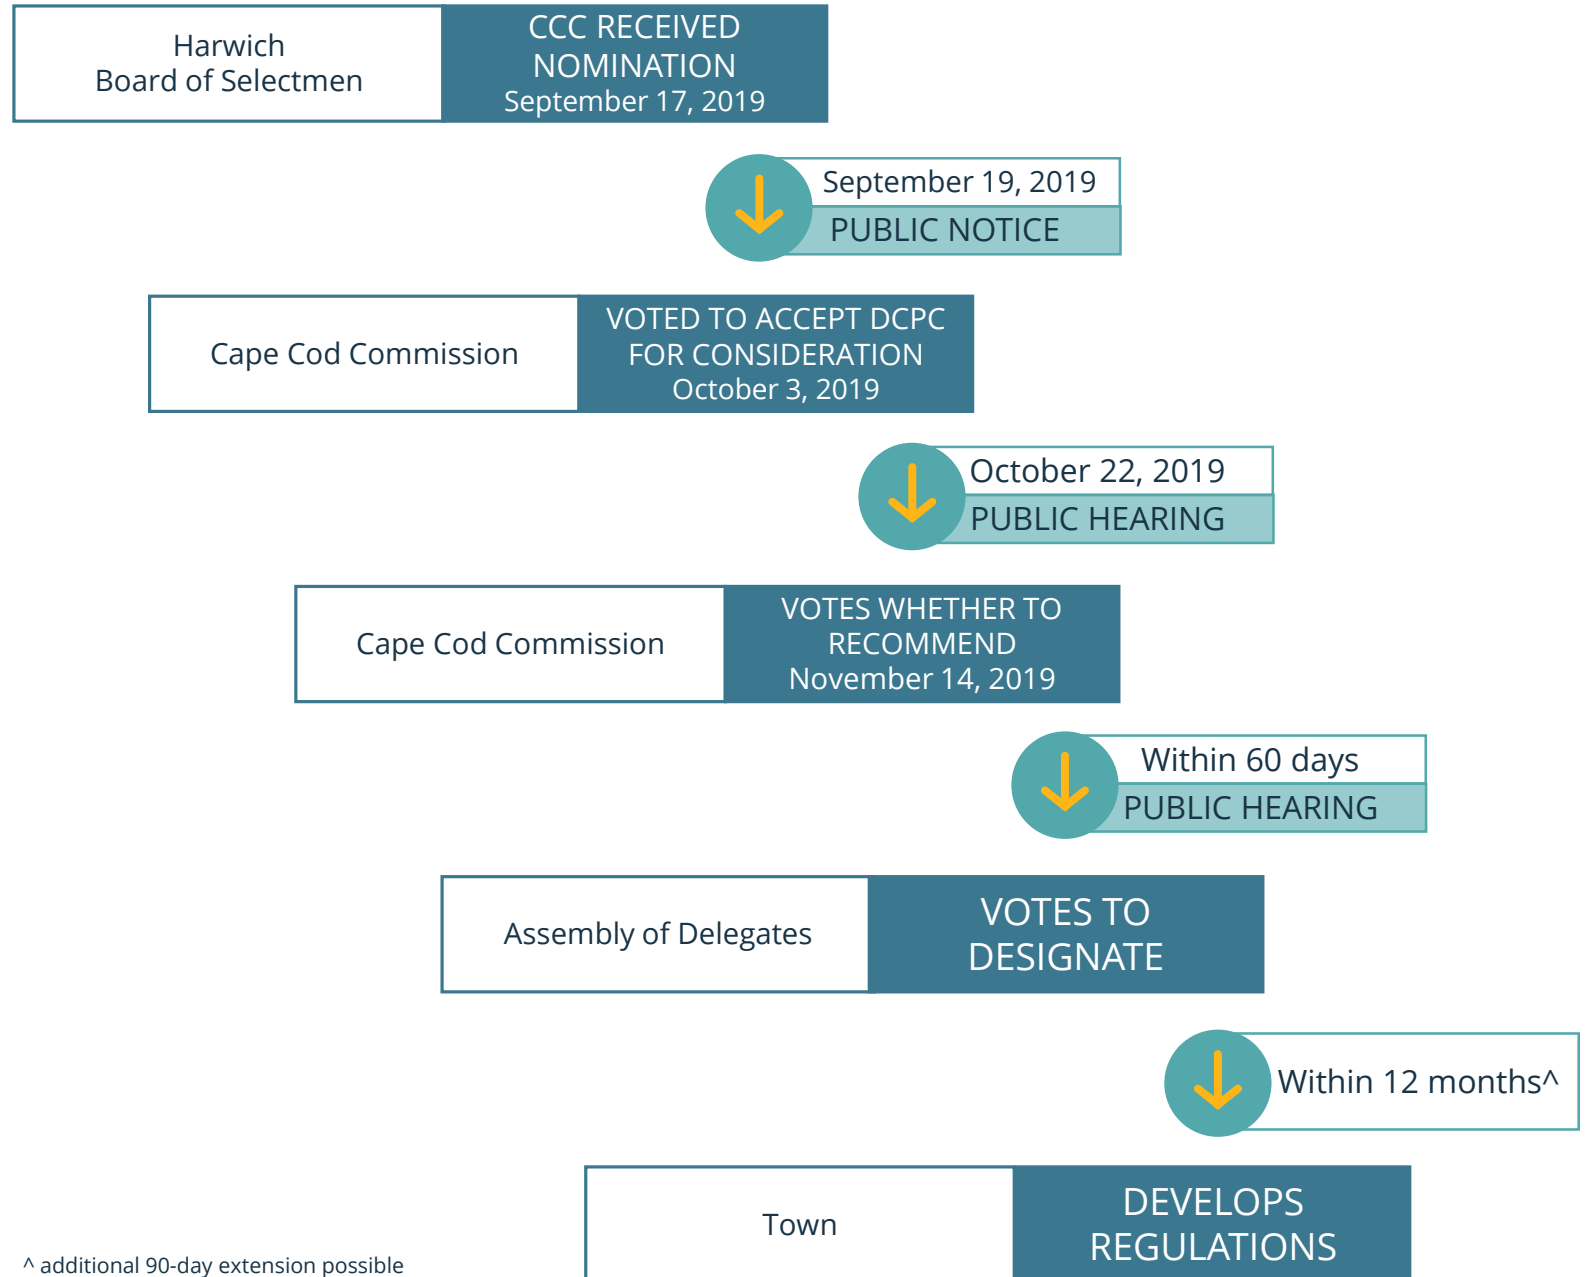 Harwich
Board of Selectmen
CCC RECEIVED
NOMINATION
September 17, 2019
September 19, 2019
PUBLIC NOTICE
Cape Cod Commission
VOTED TO ACCEPT DCPC
FOR CONSIDERATION
October 3, 2019
October 22, 2019
PUBLIC HEARING
Cape Cod Commission
VOTES WHETHER TO
RECOMMEND
November 14, 2019
Within 60 days
PUBLIC HEARING
Assembly of Delegates
VOTES TO
DESIGNATE
Within 12 months^
Town
DEVELOPS
REGULATIONS
^ additional 90-day extension possible